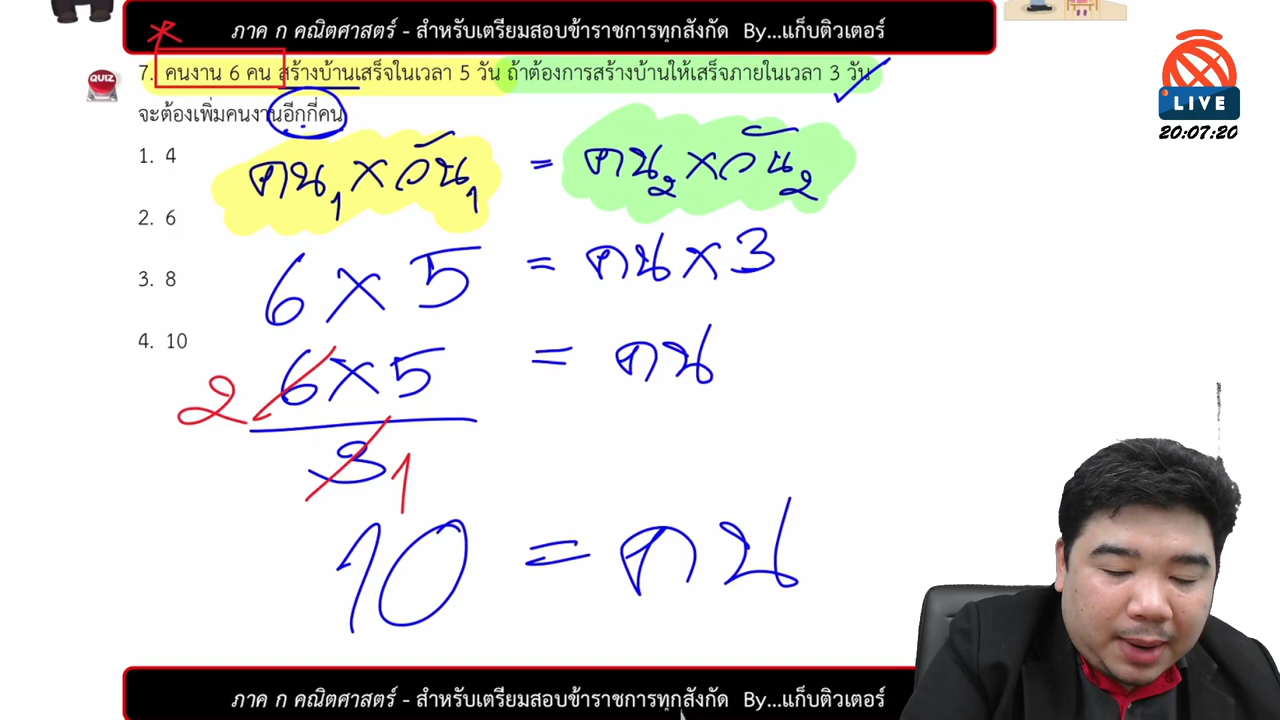 ภาค ก คณิตศาสตร์ - สำหรับเตรียมสอบข้าราชการทุกสังกัด By...แก็บติวเตอร์
QUIZ
7. คนงาน 6 คน สร้างบ้านเสร็จในเวลา 5 วัน ถ้าต้องการสร้างบ้านให้เสร็จภายในเวลา 3 วัน
จะต้องเพิ่มคนงานอีกกี่คน
LIVE
20:07:20
1. 4
คน₁ × วัน₁ = คน₂ × วัน₂
2. 6
6 × 5 = คน × 3
3. 8
4. 10
6 × 5 = คน
2
3 1
10 = คน
ภาค ก คณิตศาสตร์ - สำหรับเตรียมสอบข้าราชการทุกสังกัด By...แก็บติวเตอร์